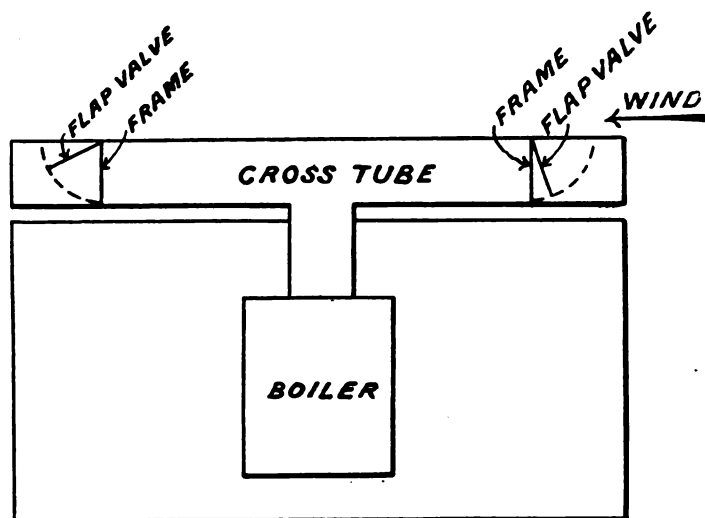 FLAP VALVE
FRAME
FRAME
FLAP VALVE
WIND
CROSS TUBE
BOILER